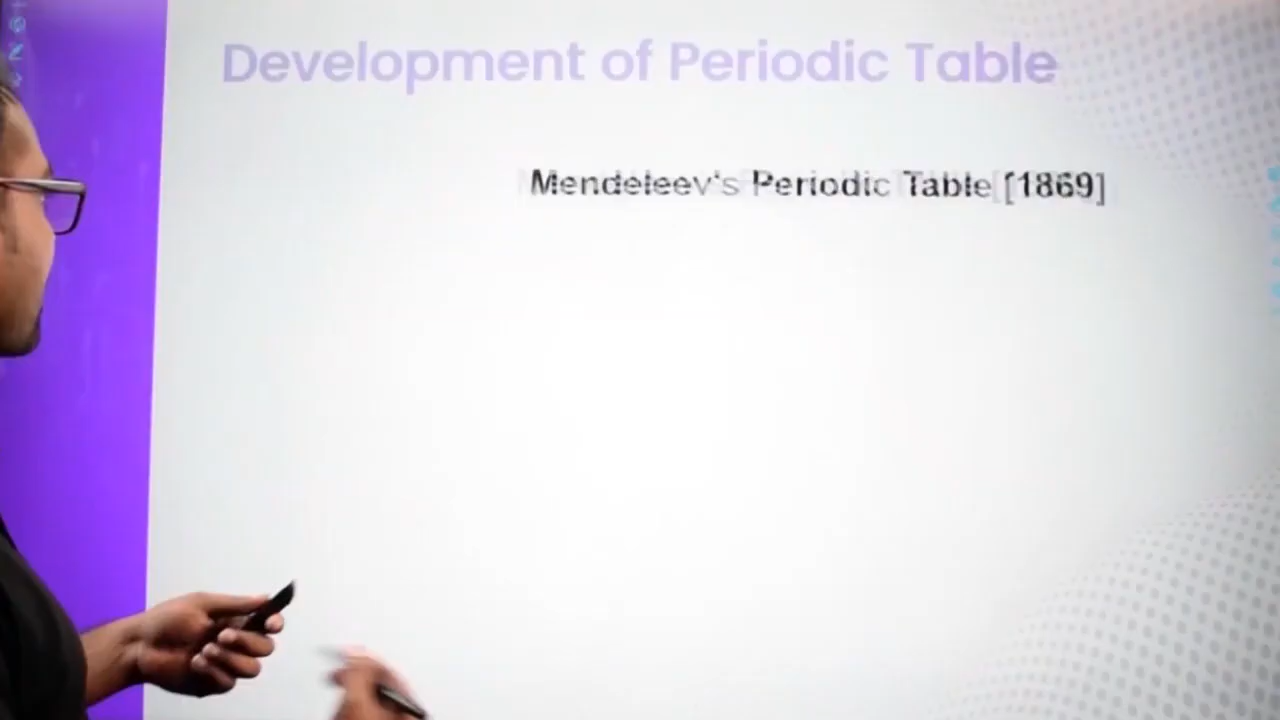 Development of Periodic Table
Mendeleev's Periodic Table [1869]